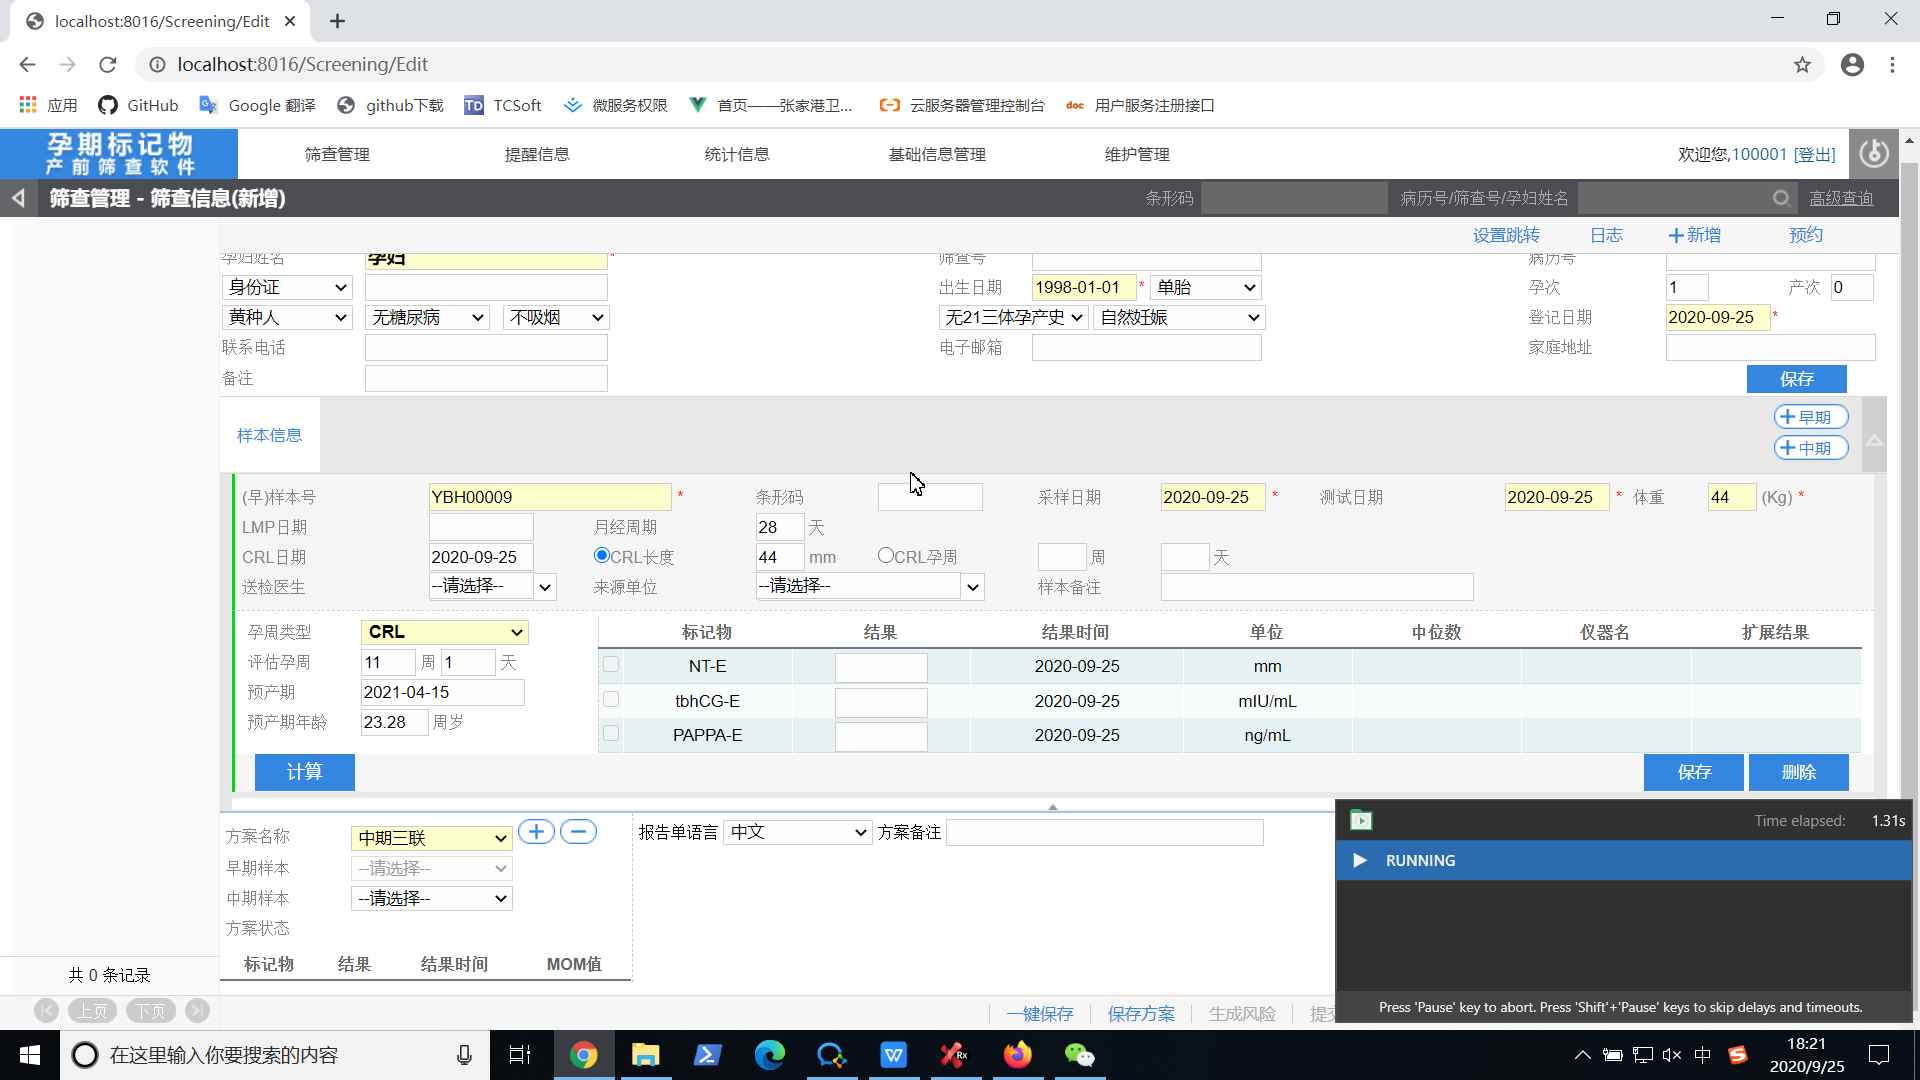 localhost:8016/Screening/Edit
localhost:8016/Screening/Edit
应用 GitHub Google 翻译 github下载 TCSoft 微服务权限 首页——张家港卫... 云服务器管理控制台 doc 用户服务注册接口
孕期标记物
产前筛查软件
筛查管理 提醒信息 统计信息 基础信息管理 维护管理 欢迎您,100001 [登出]
筛查管理 - 筛查信息(新增) 条形码 病历号/筛查号/孕妇姓名 高级查询
设置跳转 日志 新增 预约
孕妇姓名 孕妇 * 筛查号 病历号
身份证 出生日期 1998-01-01 * 单胎 孕次 1 产次 0
黄种人 无糖尿病 不吸烟 无21三体孕产史 自然妊娠 登记日期 2020-09-25 *
联系电话 电子邮箱 家庭地址
备注 保存
样本信息 早期
中期
(早)样本号 YBH00009 * 条形码 采样日期 2020-09-25 * 测试日期 2020-09-25 * 体重 44 (Kg) *
LMP日期 月经周期 28 天
CRL日期 2020-09-25 CRL长度 44 mm CRL孕周 周 天
送检医生 --请选择-- 来源单位 --请选择-- 样本备注
孕周类型 CRL 标记物 结果 结果时间 单位 中位数 仪器名 扩展结果
评估孕周 11 周 1 天 NT-E 2020-09-25 mm
预产期 2021-04-15 tbhCG-E 2020-09-25 mIU/mL
预产期年龄 23.28 周岁 PAPPA-E 2020-09-25 ng/mL
计算 保存 删除
方案名称 中期三联 报告单语言 中文 方案备注
早期样本 --请选择--
中期样本 --请选择--
方案状态
标记物 结果 结果时间 MOM值
共 0 条记录
上页 下页
一键保存 保存方案 生成风险 提交
Time elapsed: 1.31s
RUNNING
Press 'Pause' key to abort. Press 'Shift'+'Pause' keys to skip delays and timeouts.
在这里输入你要搜索的内容 中 18:21
2020/9/25